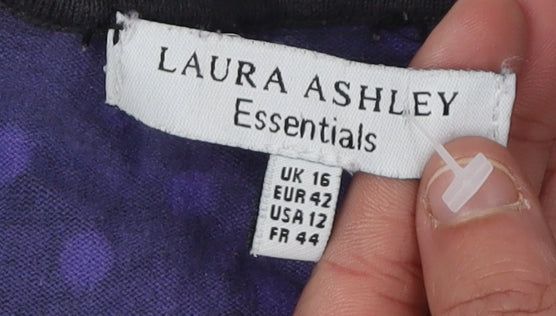 LAURA ASHLEY
Essentials
UK 16
EUR 42
USA 12
FR 44